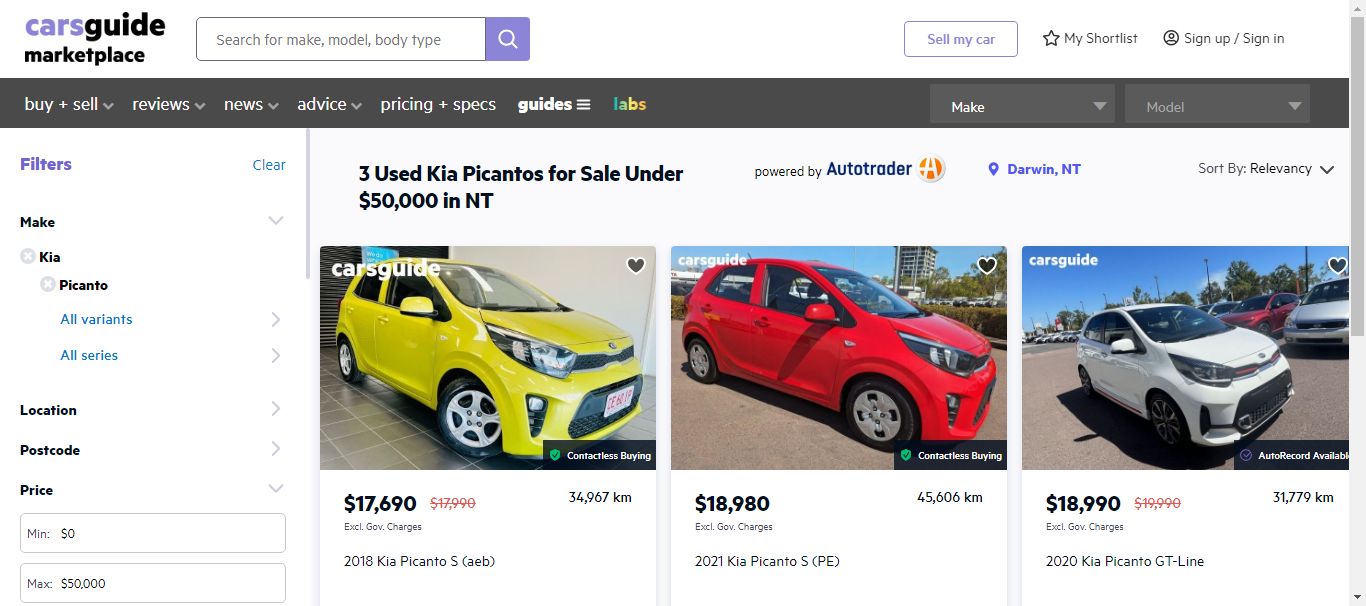 carsguide
marketplace
Search for make, model, body type
Sell my car
My Shortlist
Sign up / Sign in
buy + sell
reviews
news
advice
pricing + specs
guides
labs
Make
Model
Filters
Clear
Make
Kia
Picanto
All variants
All series
Location
Postcode
Price
Min: $0
Max: $50,000
3 Used Kia Picantos for Sale Under
$50,000 in NT
powered by Autotrader
Darwin, NT
Sort By: Relevancy
carsguide
Contactless Buying
$17,690 $17,990
34,967 km
Excl. Gov. Charges
2018 Kia Picanto S (aeb)
carsguide
Contactless Buying
$18,980
45,606 km
Excl. Gov. Charges
2021 Kia Picanto S (PE)
carsguide
AutoRecord Availabl
$18,990 $19,990
31,779 km
Excl. Gov. Charges
2020 Kia Picanto GT-Line